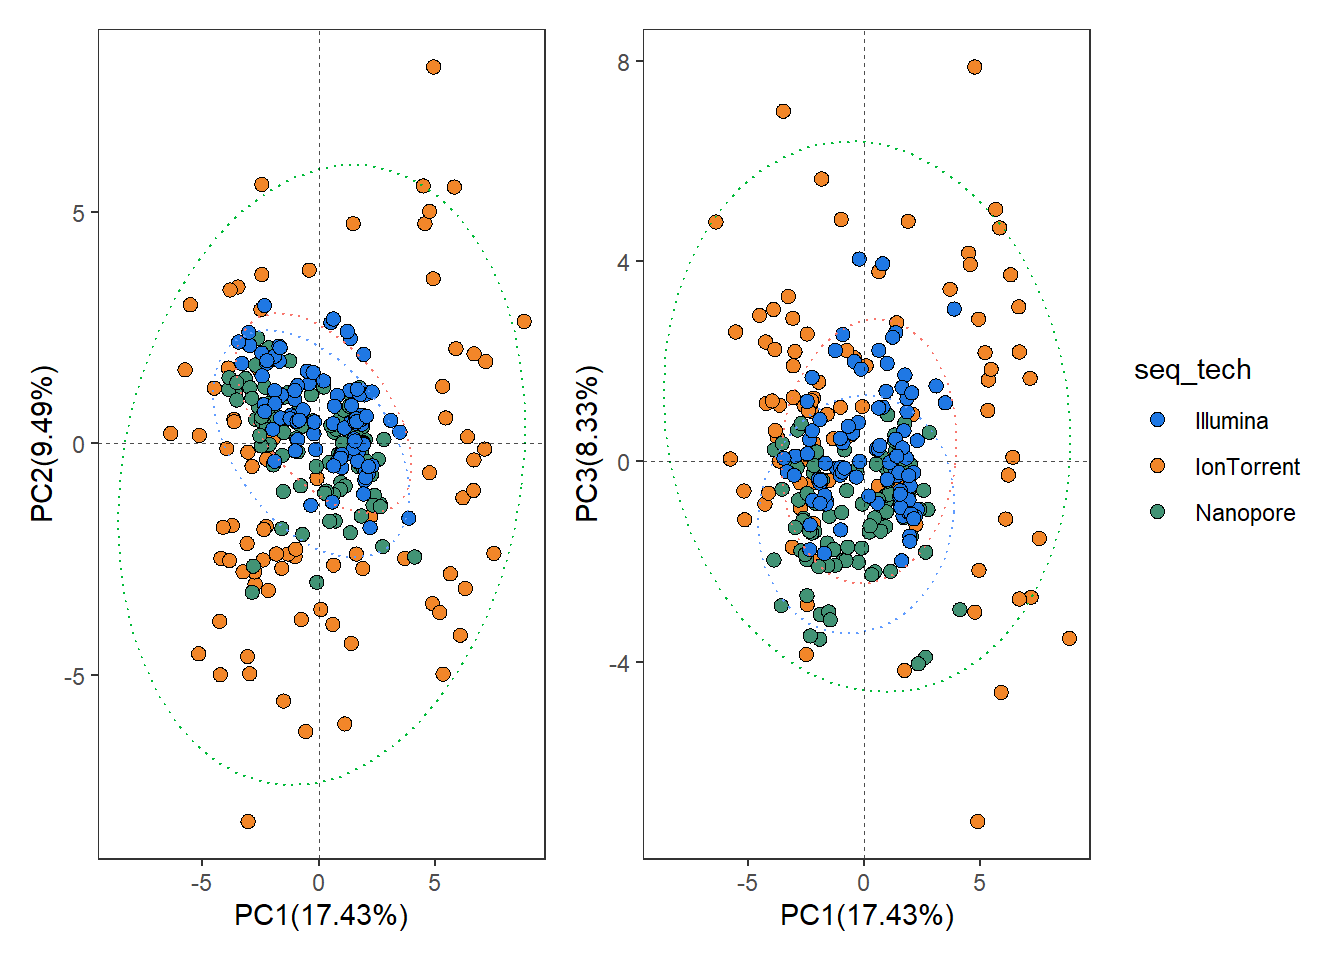 5
0
-5
PC2(9.49%)
-5
0
5
PC1(17.43%)
8
4
0
-4
PC3(8.33%)
-5
0
5
PC1(17.43%)
seq_tech
Illumina
IonTorrent
Nanopore